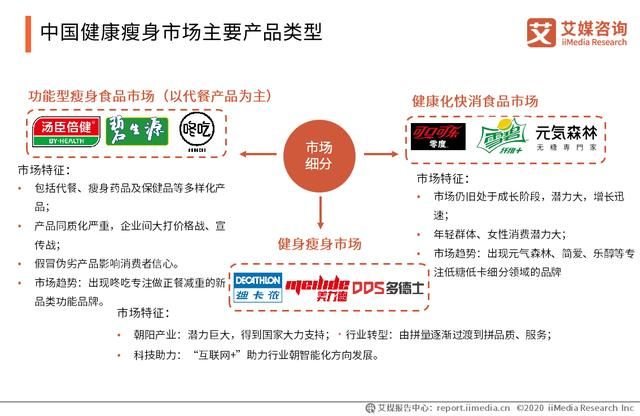 中国健康瘦身市场主要产品类型
艾媒咨询
iiMedia Research
功能型瘦身食品市场（以代餐产品为主）
汤臣倍健
BY-HEALTH
碧生源
咚吃
市场特征：
• 包括代餐、瘦身药品及保健品等多样化产
品；
• 产品同质化严重，企业间大打价格战、宣
传战；
• 假冒伪劣产品影响消费者信心。
• 市场趋势：出现咚吃专注做正餐减重的新
品类功能品牌。
市场
细分
健康化快消食品市场
可口可乐
零度
雪碧
纤维+
元气森林
无糖专门家
市场特征：
• 市场仍旧处于成长阶段，潜力大，增长迅
速；
• 年轻群体、女性消费潜力大；
• 市场趋势：出现元气森林、简爱、乐醇等专
注低糖低卡细分领域的品牌
健身瘦身市场
DECATHLON
迪卡侬
meihde
美力德
DDS多德士
市场特征：
• 朝阳产业：潜力巨大，得到国家大力支持； • 行业转型：由拼量逐渐过渡到拼品质、服务；
• 科技助力：“互联网+”助力行业朝智能化方向发展。
艾媒报告中心：report.iimedia.cn ©2020 iiMedia Research Inc